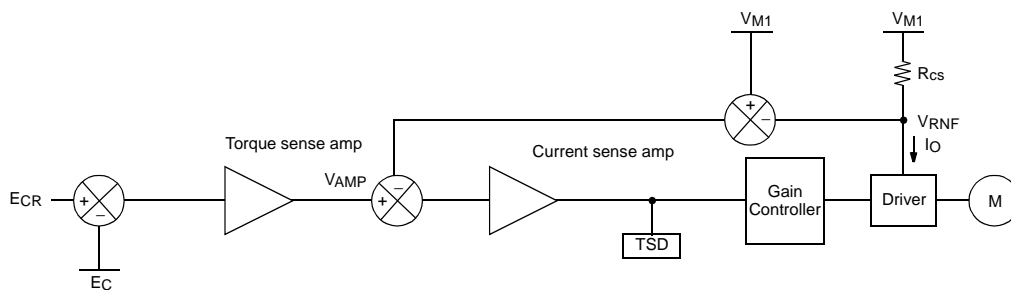 VM1
VM1
RCS
VRNF
IO
Torque sense amp
Current sense amp
VAMP
ECR
+
−
EC
+
−
+
−
TSD
Gain
Controller
Driver
M